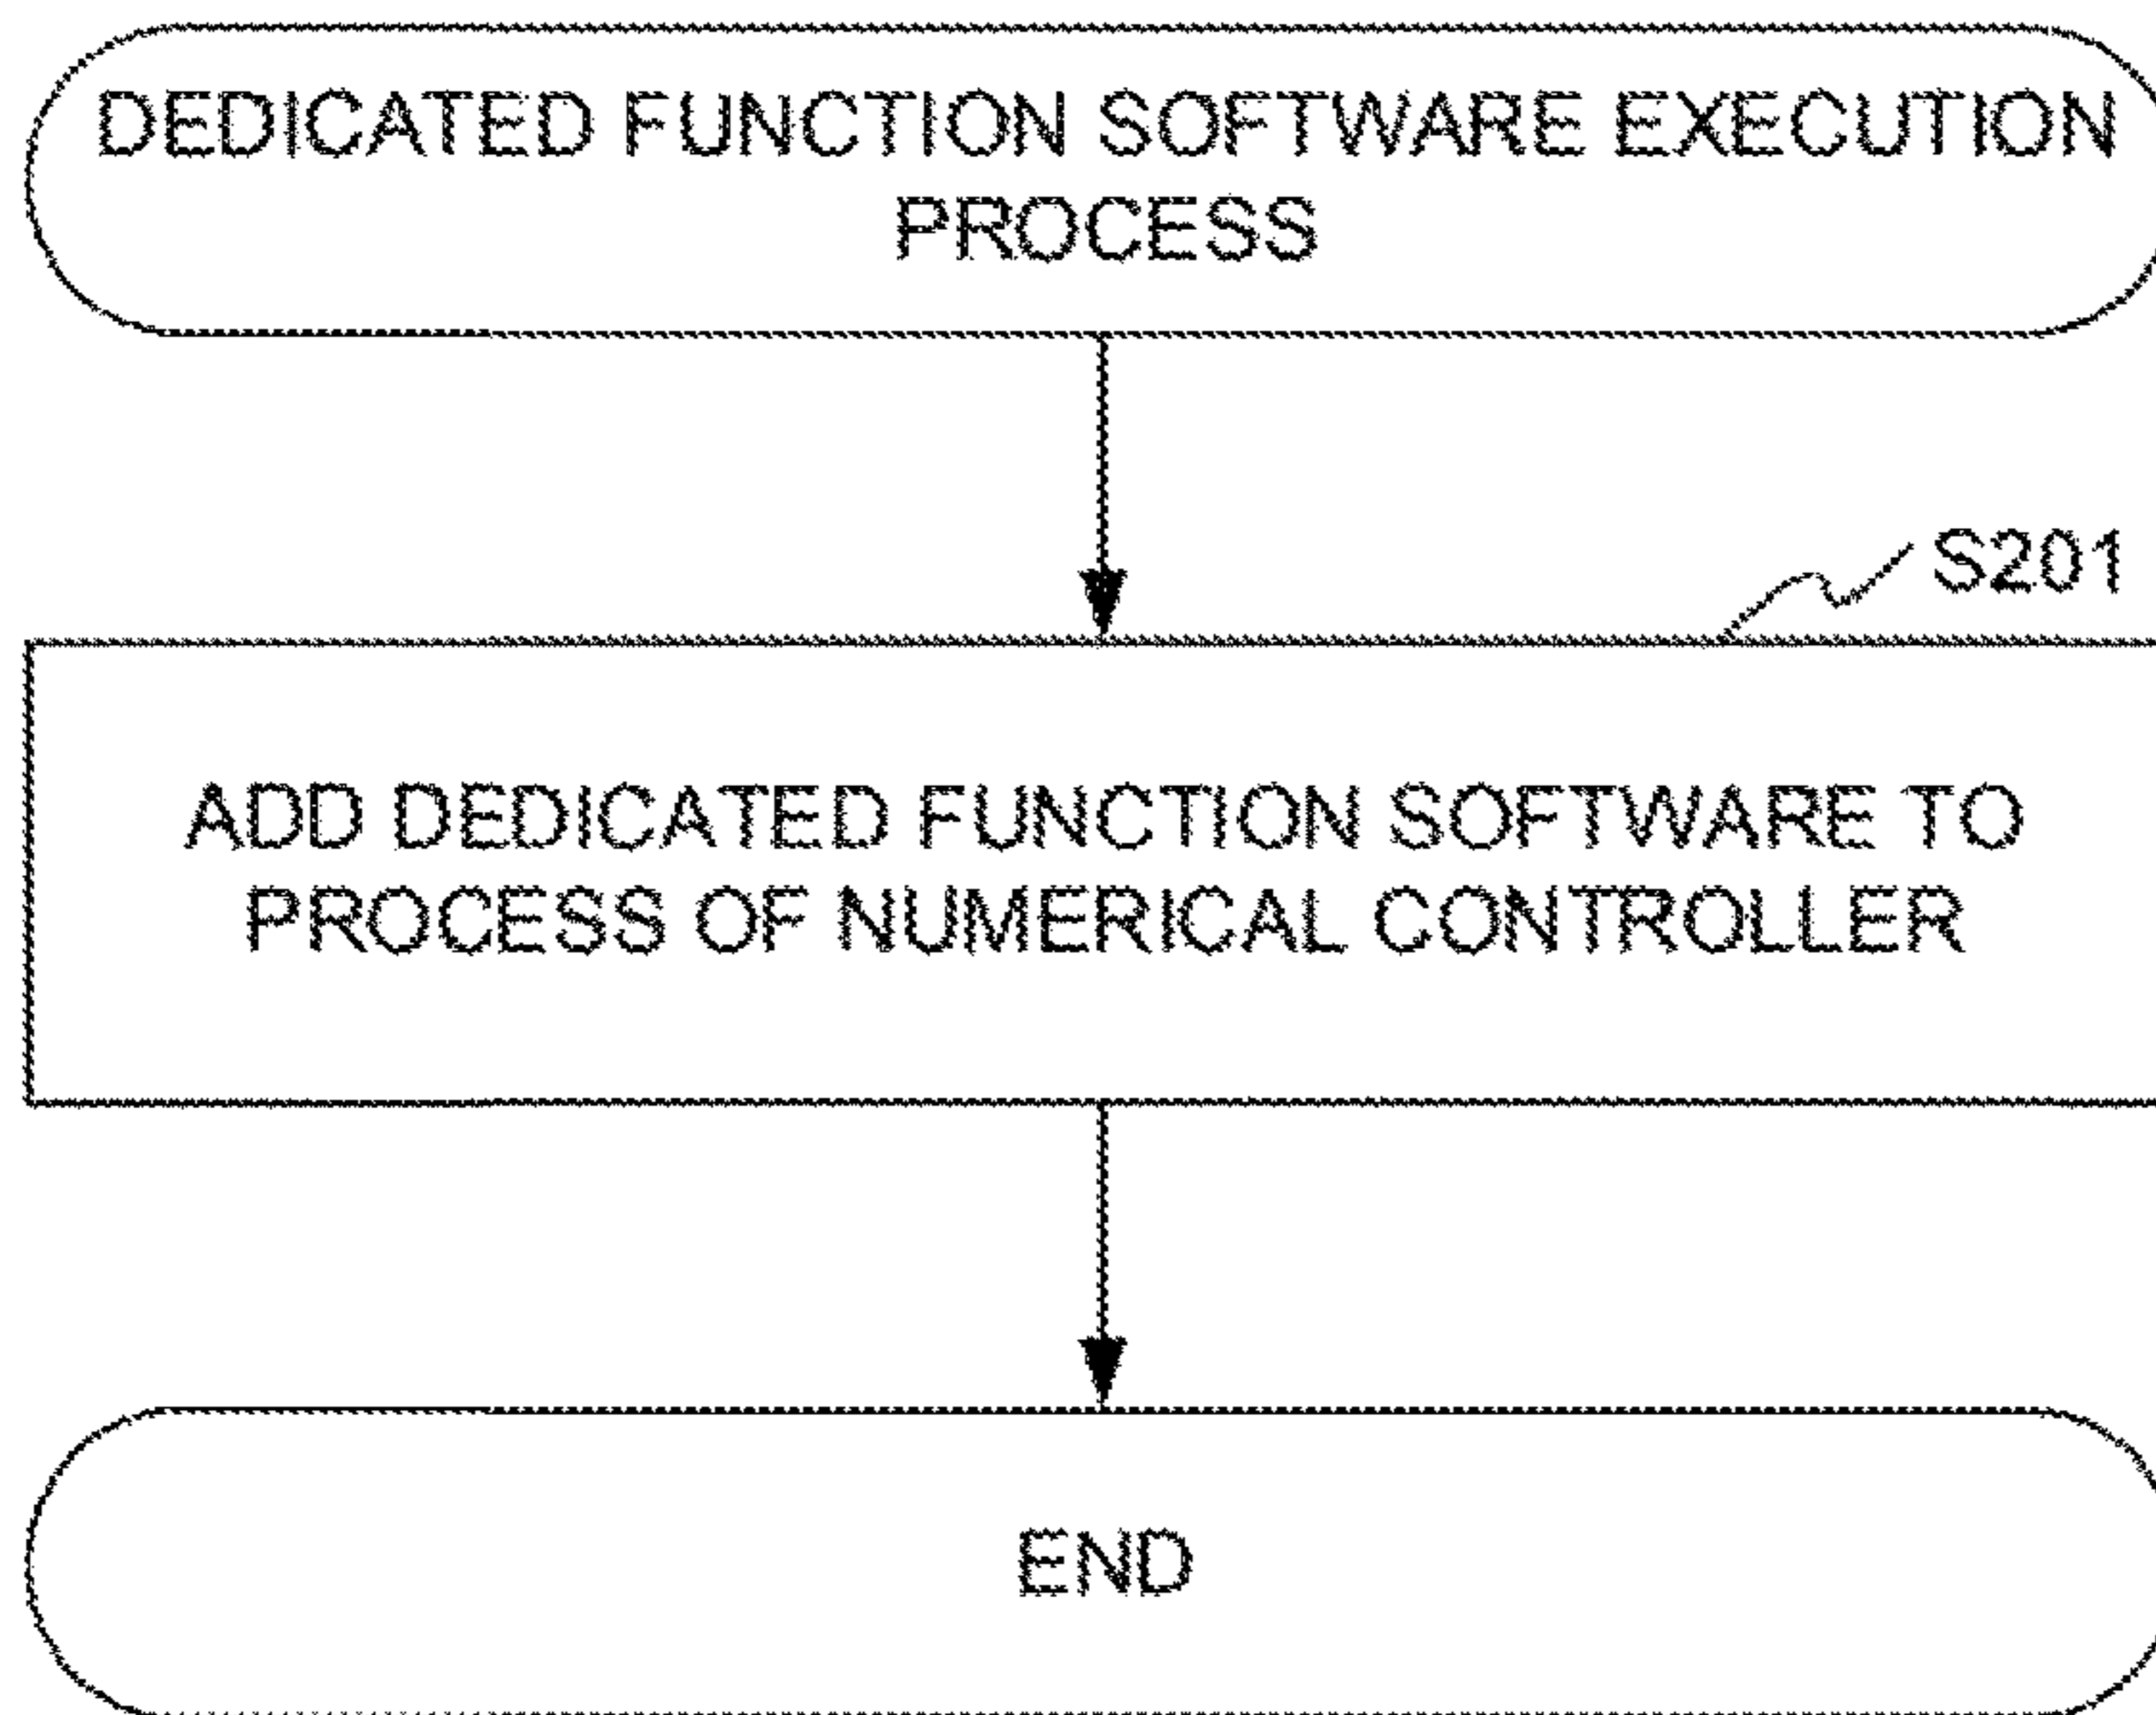 DEDICATED FUNCTION SOFTWARE EXECUTION
PROCESS
S201
ADD DEDICATED FUNCTION SOFTWARE TO
PROCESS OF NUMERICAL CONTROLLER
END